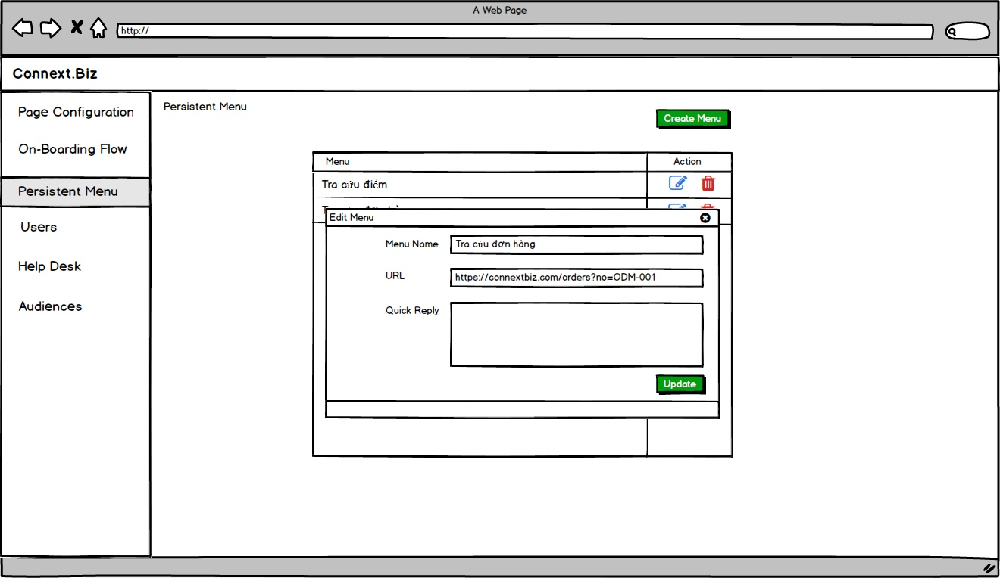 A Web Page
http://
Connext.Biz
Page Configuration
On-Boarding Flow
Persistent Menu
Users
Help Desk
Audiences
Persistent Menu
Create Menu
Menu Action
Tra cứu điểm
Edit Menu
Menu Name Tra cứu đơn hàng
URL https://connextbiz.com/orders?no=ODM-001
Quick Reply
Update